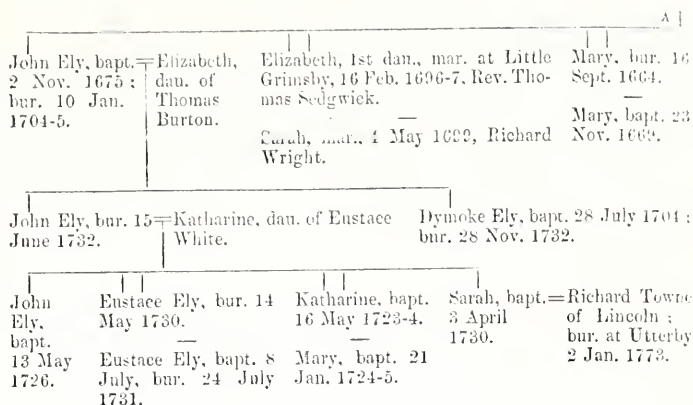 A
John Ely, bapt.
2 Nov. 1675 ;
bur. 10 Jan.
1704-5.
=Elizabeth,
dau. of
Thomas
Burton.
Elizabeth, 1st dau., mar. at Little
Grimsby, 16 Feb. 1696-7, Rev. Tho-
mas Sedgwick.
—
Sarah, mar., 4 May 1699, Richard
Wright.
Mary, bur. 16
Sept. 1664.
—
Mary, bapt. 23
Nov. 1669.
John Ely, bur. 15
June 1732.
=Katharine, dau. of Eustace
White.
Dymoke Ely, bapt. 28 July 1704 ;
bur. 28 Nov. 1732.
John
Ely,
bapt.
13 May
1726.
Eustace Ely, bur. 14
May 1730.
—
Eustace Ely, bapt. 8
July, bur. 24 July
1731.
Katharine, bapt.
16 May 1723-4.
—
Mary, bapt. 21
Jan. 1724-5.
Sarah, bapt.
3 April
1730.
=Richard Towne
of Lincoln ;
bur. at Utterby
2 Jan. 1773.